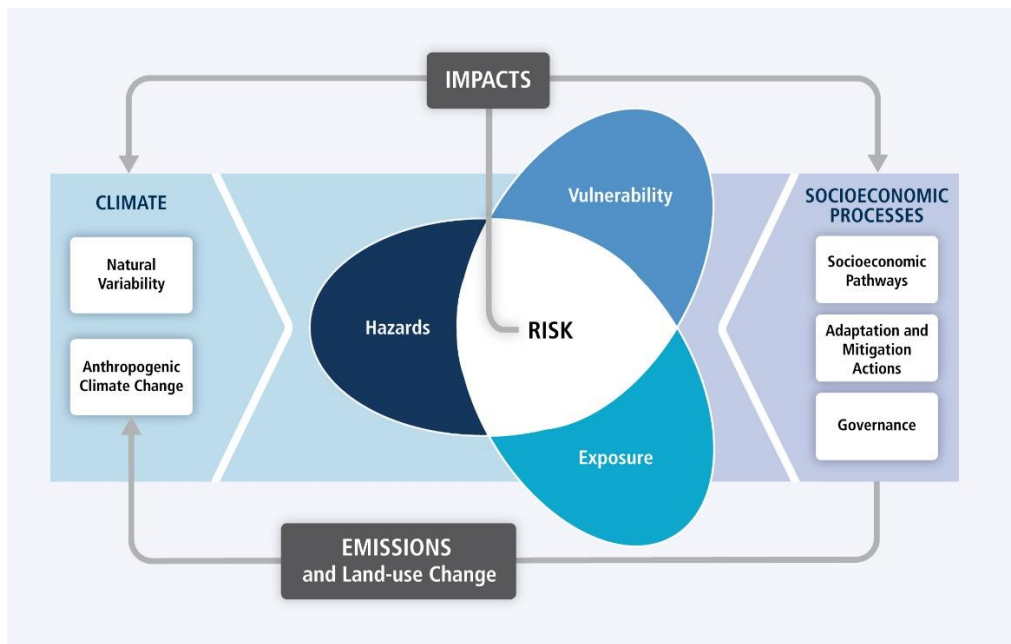 IMPACTS
CLIMATE
Natural
Variability
Anthropogenic
Climate Change
Vulnerability
Hazards
RISK
Exposure
SOCIOECONOMIC
PROCESSES
Socioeconomic
Pathways
Adaptation and
Mitigation
Actions
Governance
EMISSIONS
and Land-use Change